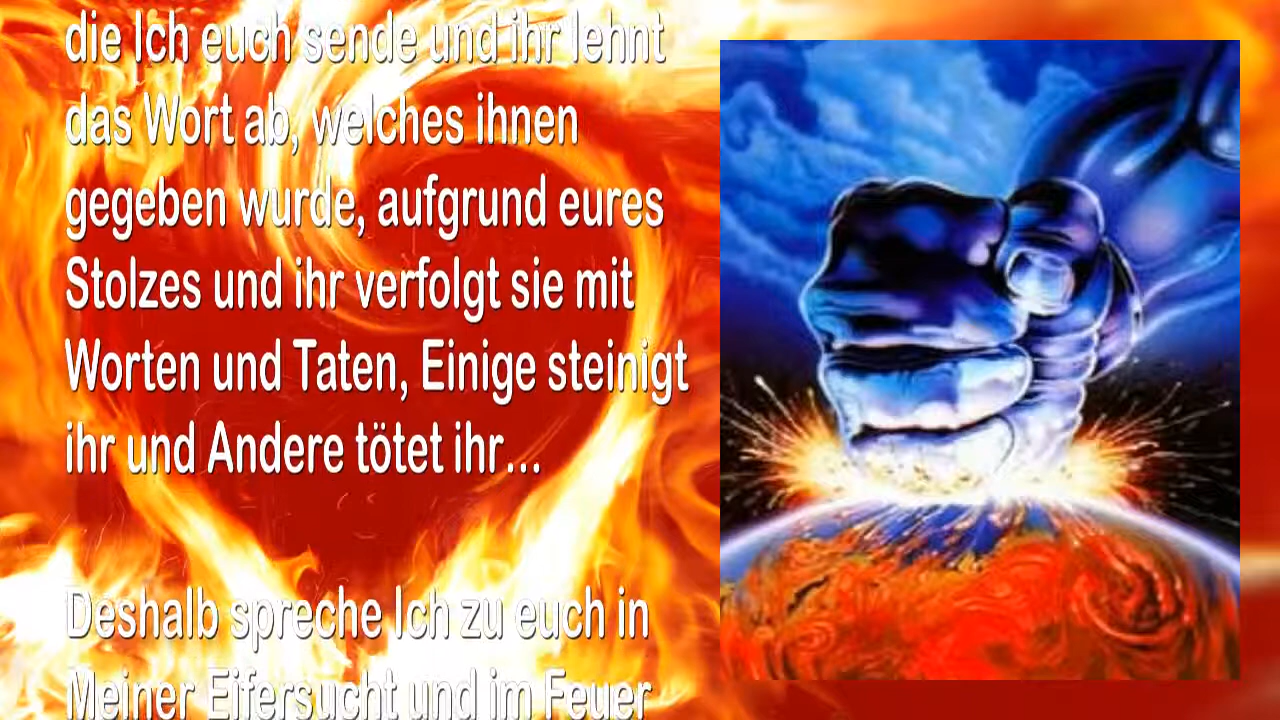 die Ich euch sende und ihr lehnt
das Wort ab, welches ihnen
gegeben wurde, aufgrund eures
Stolzes und ihr verfolgt sie mit
Worten und Taten, Einige steinigt
ihr und Andere tötet ihr...
Deshalb spreche Ich zu euch in
Meiner Eifersucht und im Feuer